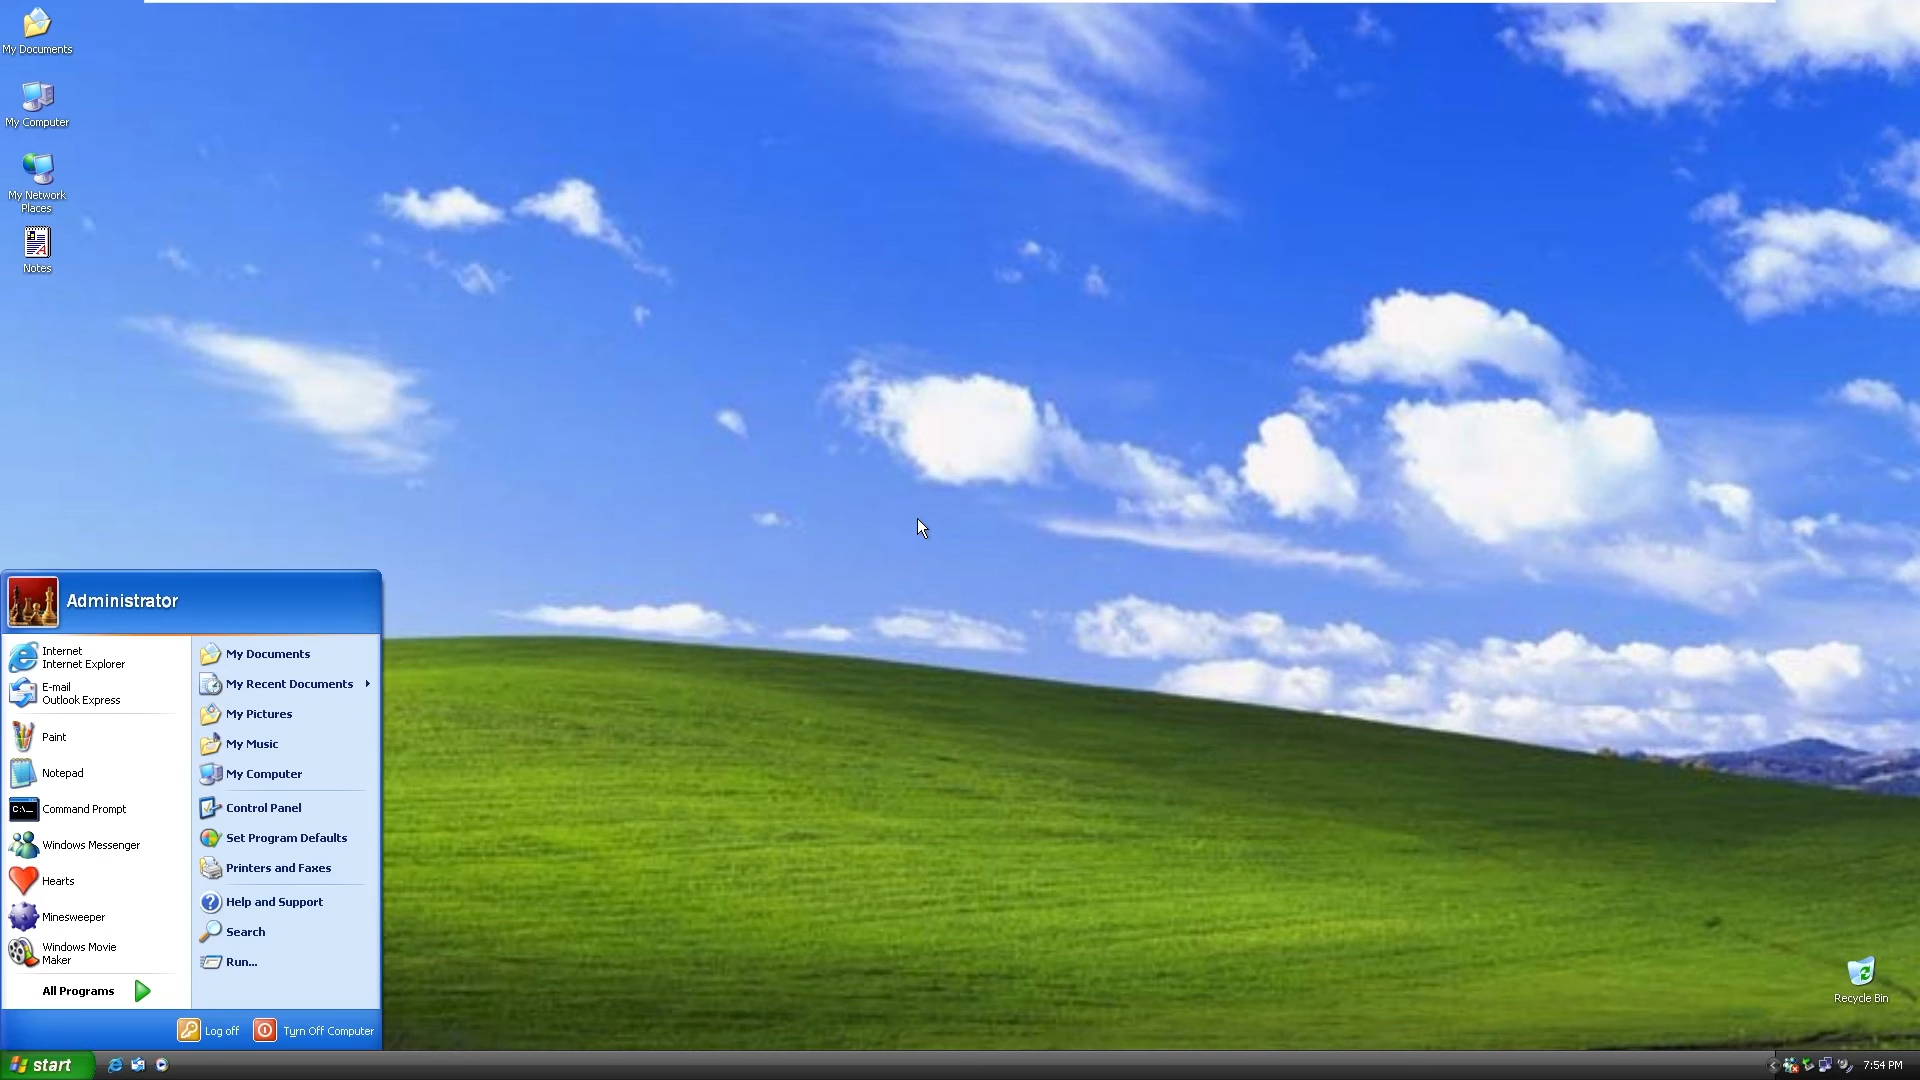 My Documents
My Computer
My Network
Places
Notes
Administrator
Internet
Internet Explorer
E-mail
Outlook Express
Paint
Notepad
C:\_
Command Prompt
Windows Messenger
Hearts
Minesweeper
Windows Movie
Maker
All Programs
My Documents
My Recent Documents
My Pictures
My Music
My Computer
Control Panel
Set Program Defaults
Printers and Faxes
Help and Support
Search
Run...
Log off
Turn Off Computer
Recycle Bin
start
7:54 PM